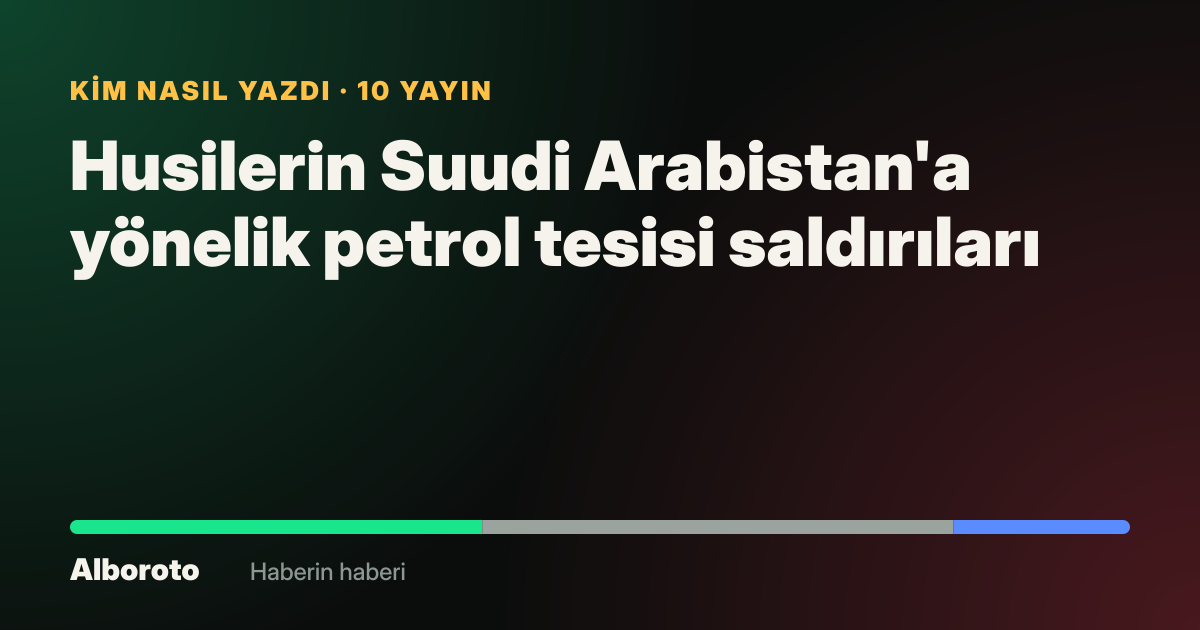 KİM NASIL YAZDI · 10 YAYIN
Husilerin Suudi Arabistan'a
yönelik petrol tesisi saldırıları
Alboroto
Haberin haberi